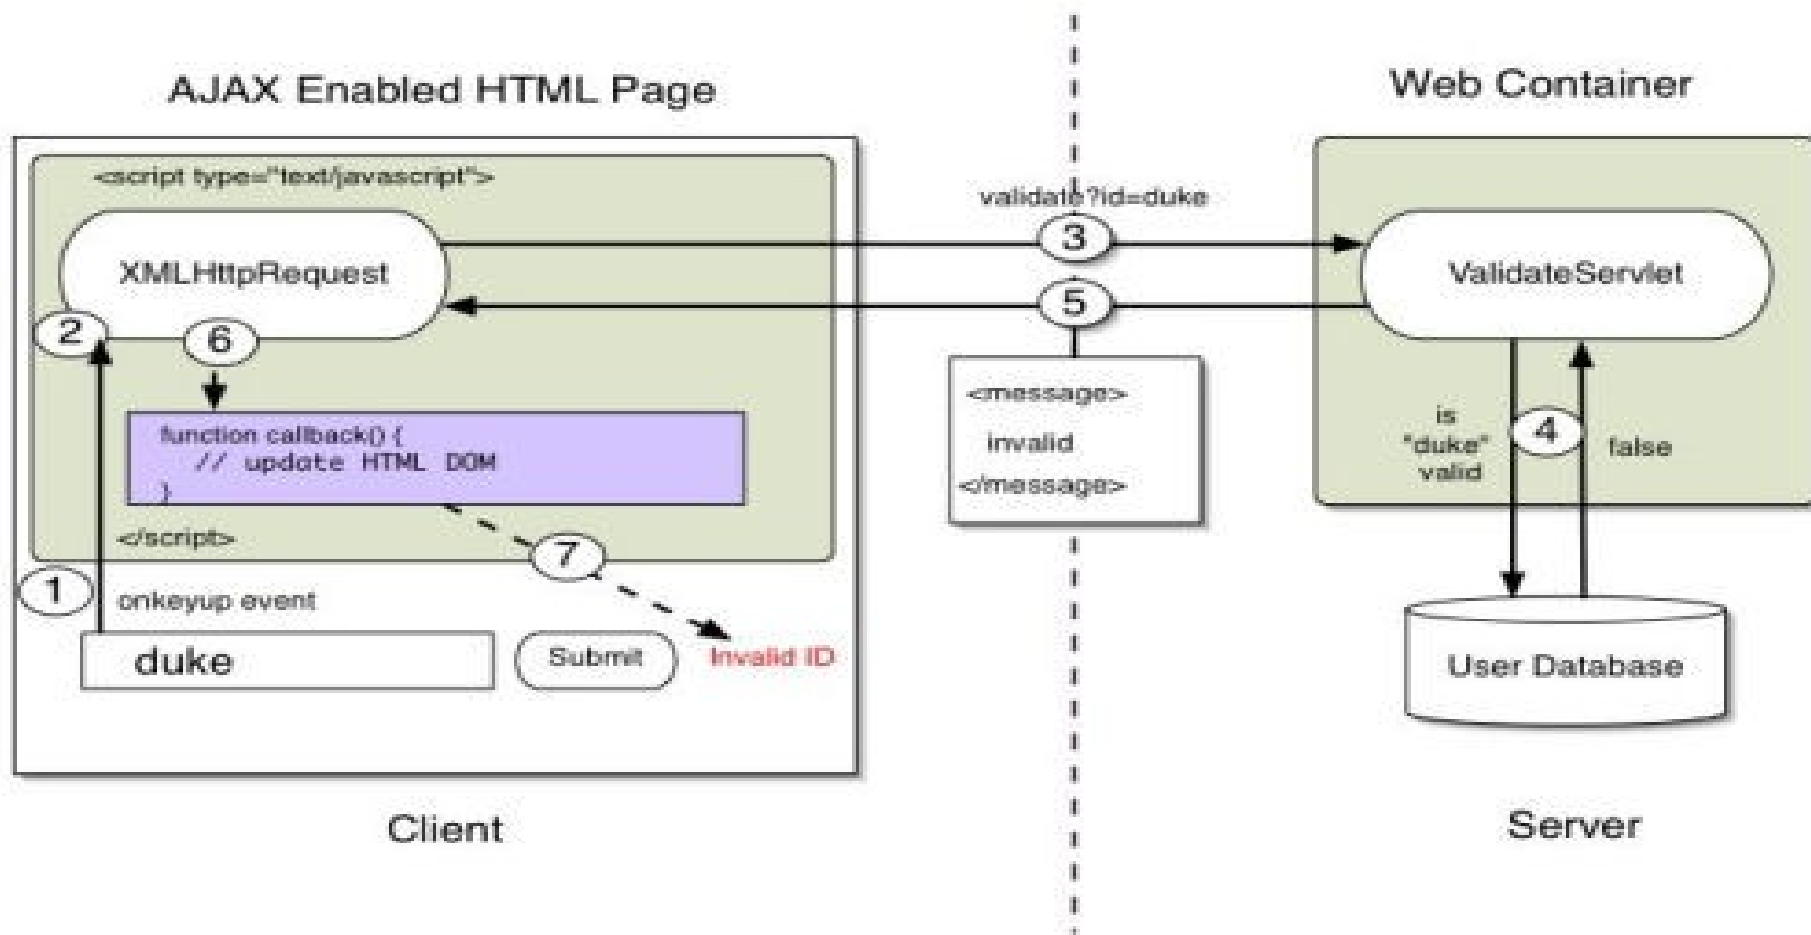 AJAX Enabled HTML Page
Web Container
<script type="text/javascript">
validate?id=duke
3
XMLHttpRequest
ValidateServlet
5
2
6
<message>
invalid
</message>
is
"duke"
valid
4
false
function callback() {
// update HTML DOM
}
</script>
7
1
onkeyup event
duke
Submit
Invalid ID
User Database
Client
Server